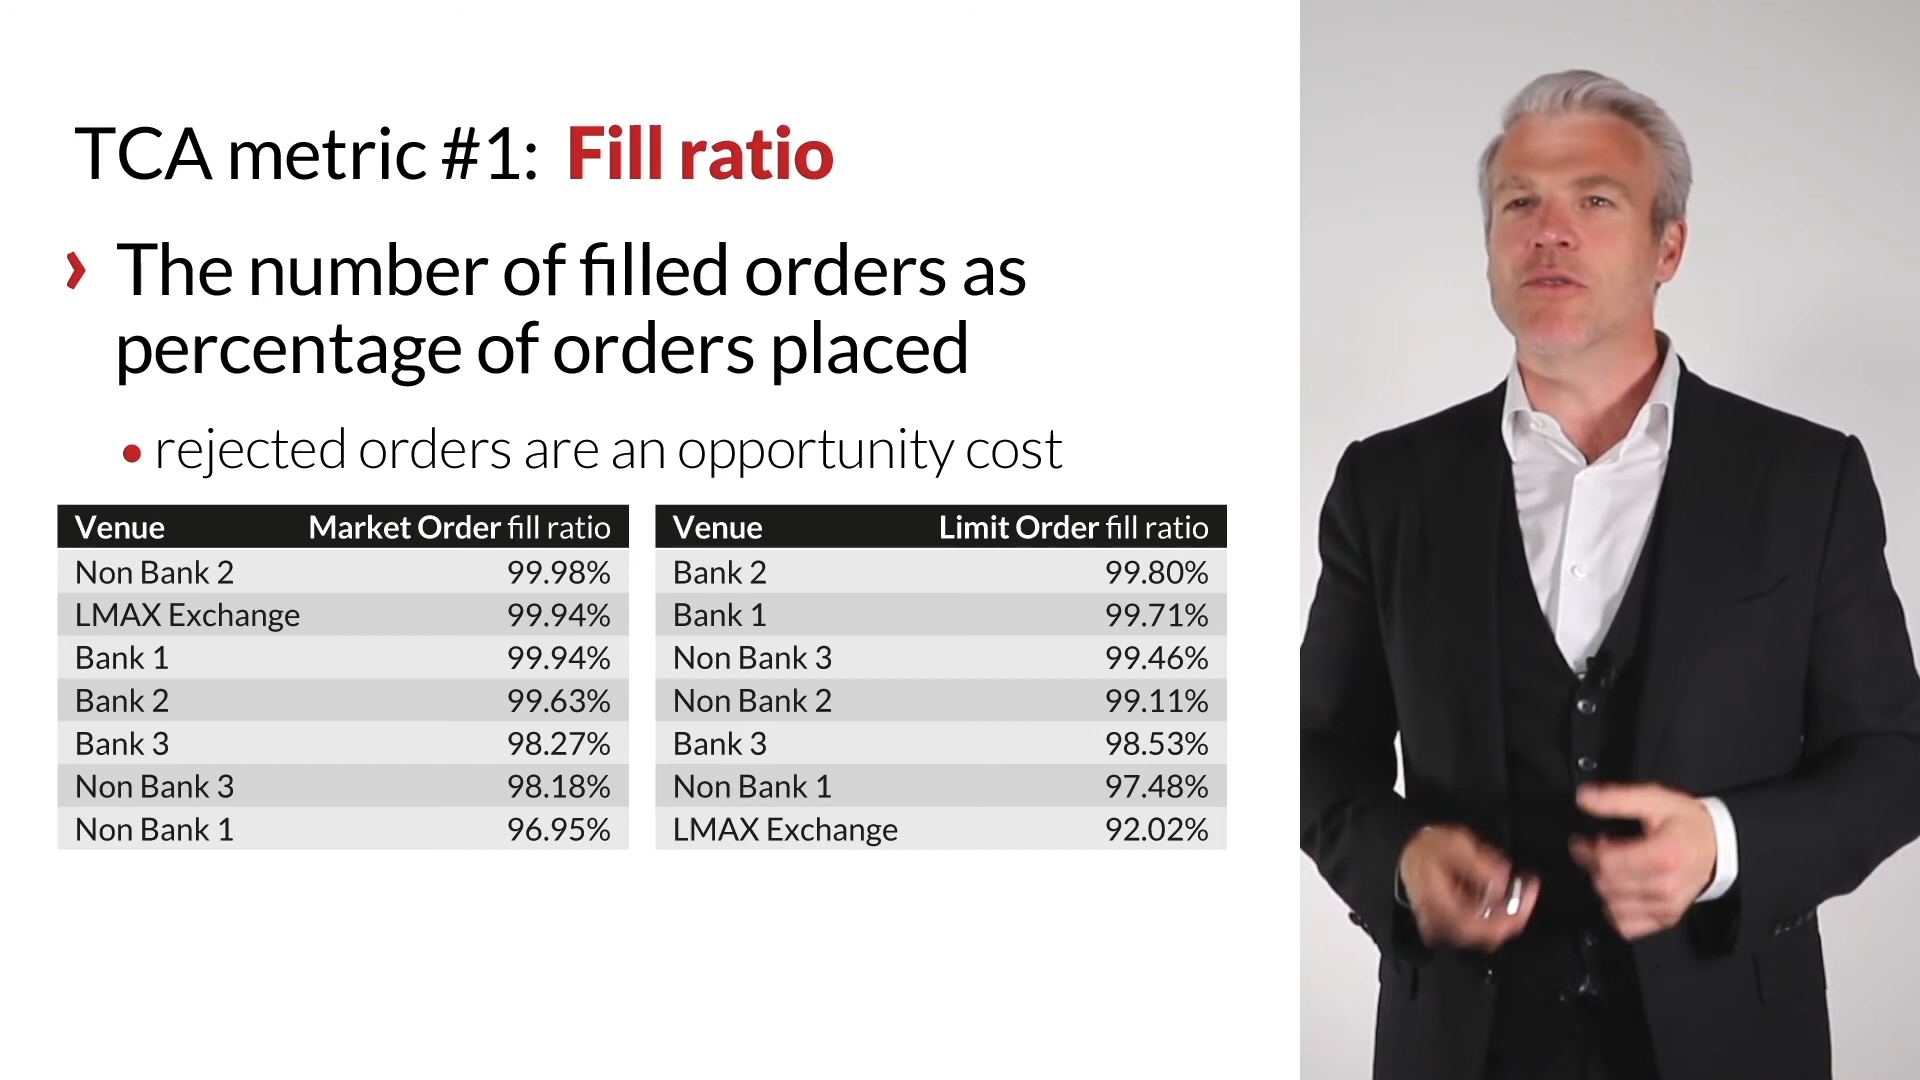 TCA metric #1: Fill ratio
› The number of filled orders as
percentage of orders placed
• rejected orders are an opportunity cost
Venue Market Order fill ratio
Non Bank 2 99.98%
LMAX Exchange 99.94%
Bank 1 99.94%
Bank 2 99.63%
Bank 3 98.27%
Non Bank 3 98.18%
Non Bank 1 96.95%
Venue Limit Order fill ratio
Bank 2 99.80%
Bank 1 99.71%
Non Bank 3 99.46%
Non Bank 2 99.11%
Bank 3 98.53%
Non Bank 1 97.48%
LMAX Exchange 92.02%